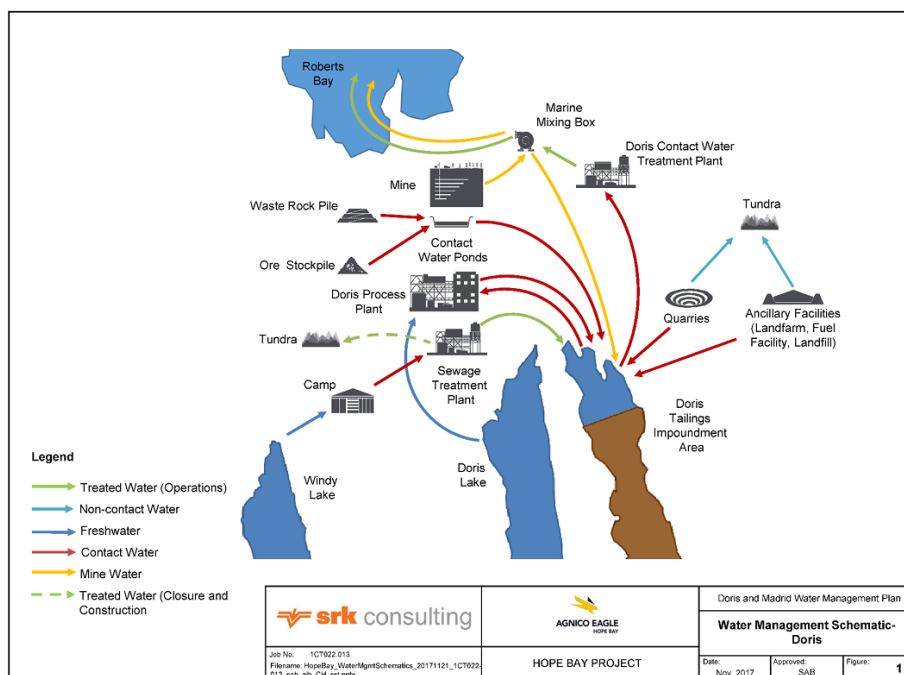 Roberts
Bay
Marine
Mixing Box
Doris Contact Water
Treatment Plant
Mine
Waste Rock Pile
Tundra
Contact
Water Ponds
Ore Stockpile
Doris Process
Plant
Quarries
Ancillary Facilities
(Landfarm, Fuel
Facility, Landfill)
Tundra
Sewage
Treatment
Plant
Camp
Doris
Tailings
Impoundment
Area
Doris
Lake
Windy
Lake
Legend
Treated Water (Operations)
Non-contact Water
Freshwater
Contact Water
Mine Water
Treated Water (Closure and
Construction
srk consulting
Job No: 1CT022.013
Filename: HopeBay_WaterMgmtSchematics_20171121_1CT022-
AGNICO EAGLE
HOPE BAY
HOPE BAY PROJECT
Doris and Madrid Water Management Plan
Water Management Schematic-
Doris
Date:
Nov. 2017
Approved:
SAB
Figure:
1